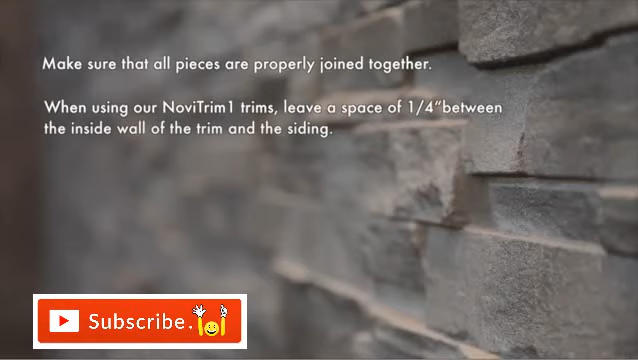 Make sure that all pieces are properly joined together.
When using our NoviTrim1 trims, leave a space of 1/4“between
the inside wall of the trim and the siding.
Subscribe.